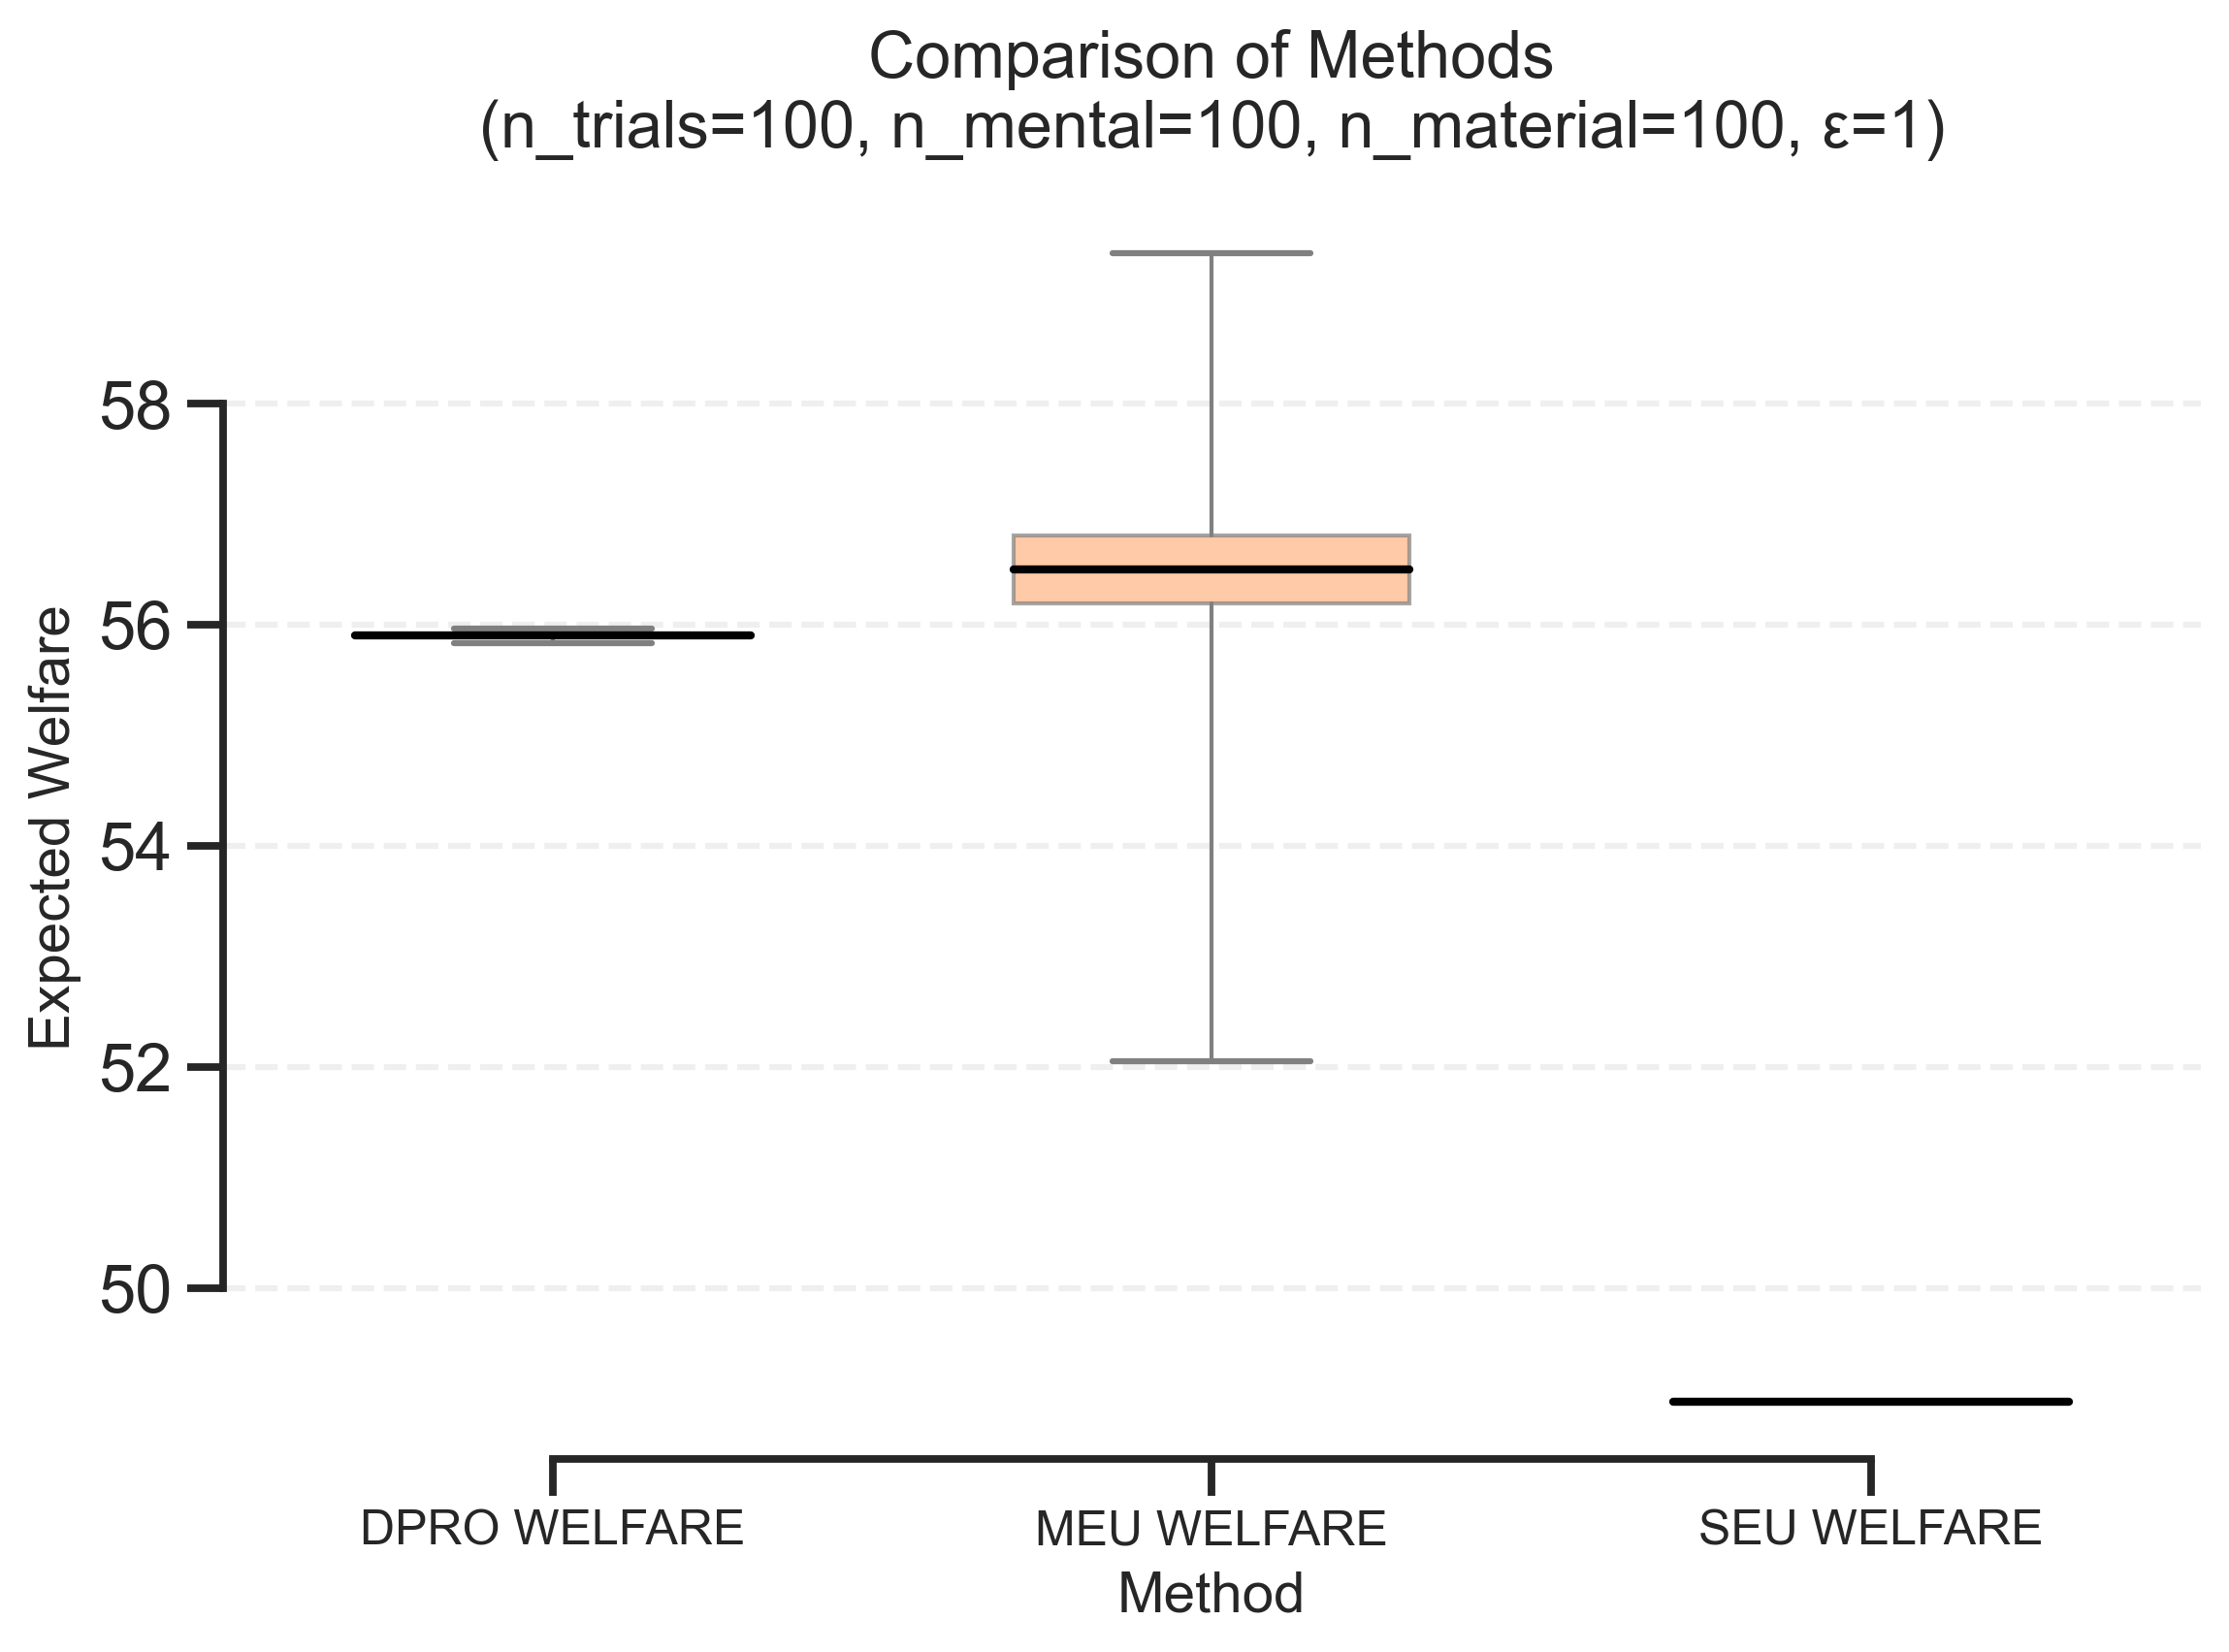 Comparison of Methods
(n_trials=100, n_mental=100, n_material=100, ε=1)
Expected Welfare
58
56
54
52
50
DPRO WELFARE
MEU WELFARE
SEU WELFARE
Method